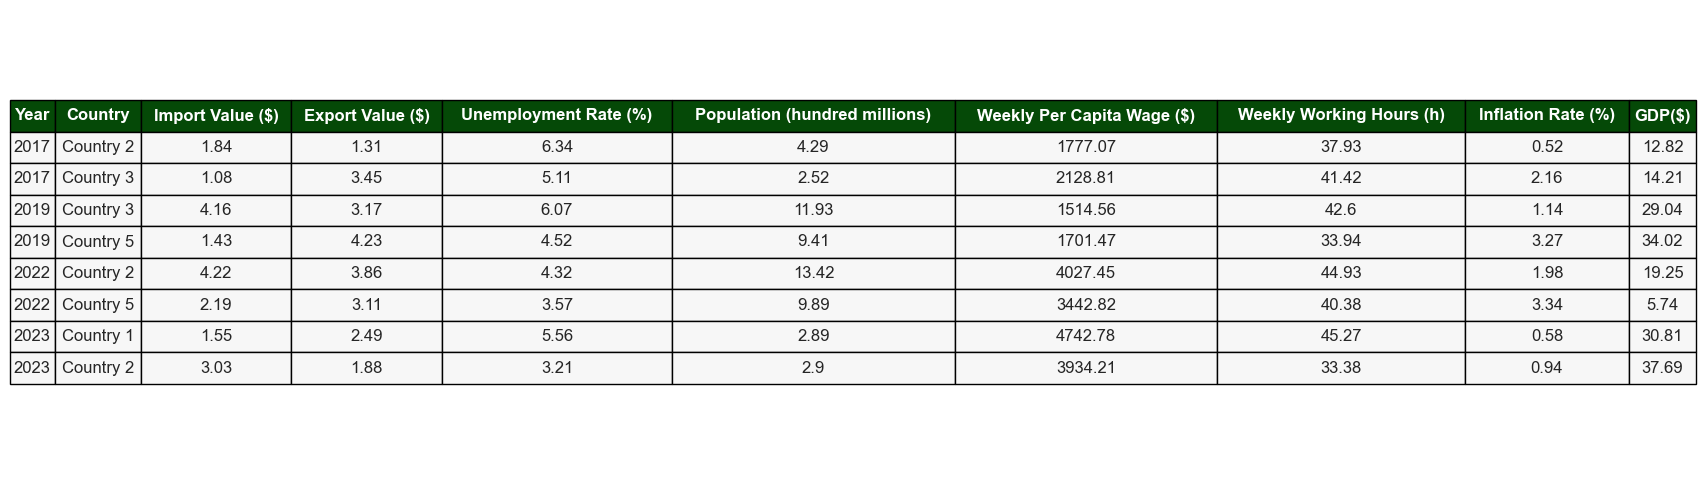 Year Country Import Value ($) Export Value ($) Unemployment Rate (%) Population (hundred millions) Weekly Per Capita Wage ($) Weekly Working Hours (h) Inflation Rate (%) GDP($)
2017 Country 2 1.84 1.31 6.34 4.29 1777.07 37.93 0.52 12.82
2017 Country 3 1.08 3.45 5.11 2.52 2128.81 41.42 2.16 14.21
2019 Country 3 4.16 3.17 6.07 11.93 1514.56 42.6 1.14 29.04
2019 Country 5 1.43 4.23 4.52 9.41 1701.47 33.94 3.27 34.02
2022 Country 2 4.22 3.86 4.32 13.42 4027.45 44.93 1.98 19.25
2022 Country 5 2.19 3.11 3.57 9.89 3442.82 40.38 3.34 5.74
2023 Country 1 1.55 2.49 5.56 2.89 4742.78 45.27 0.58 30.81
2023 Country 2 3.03 1.88 3.21 2.9 3934.21 33.38 0.94 37.69